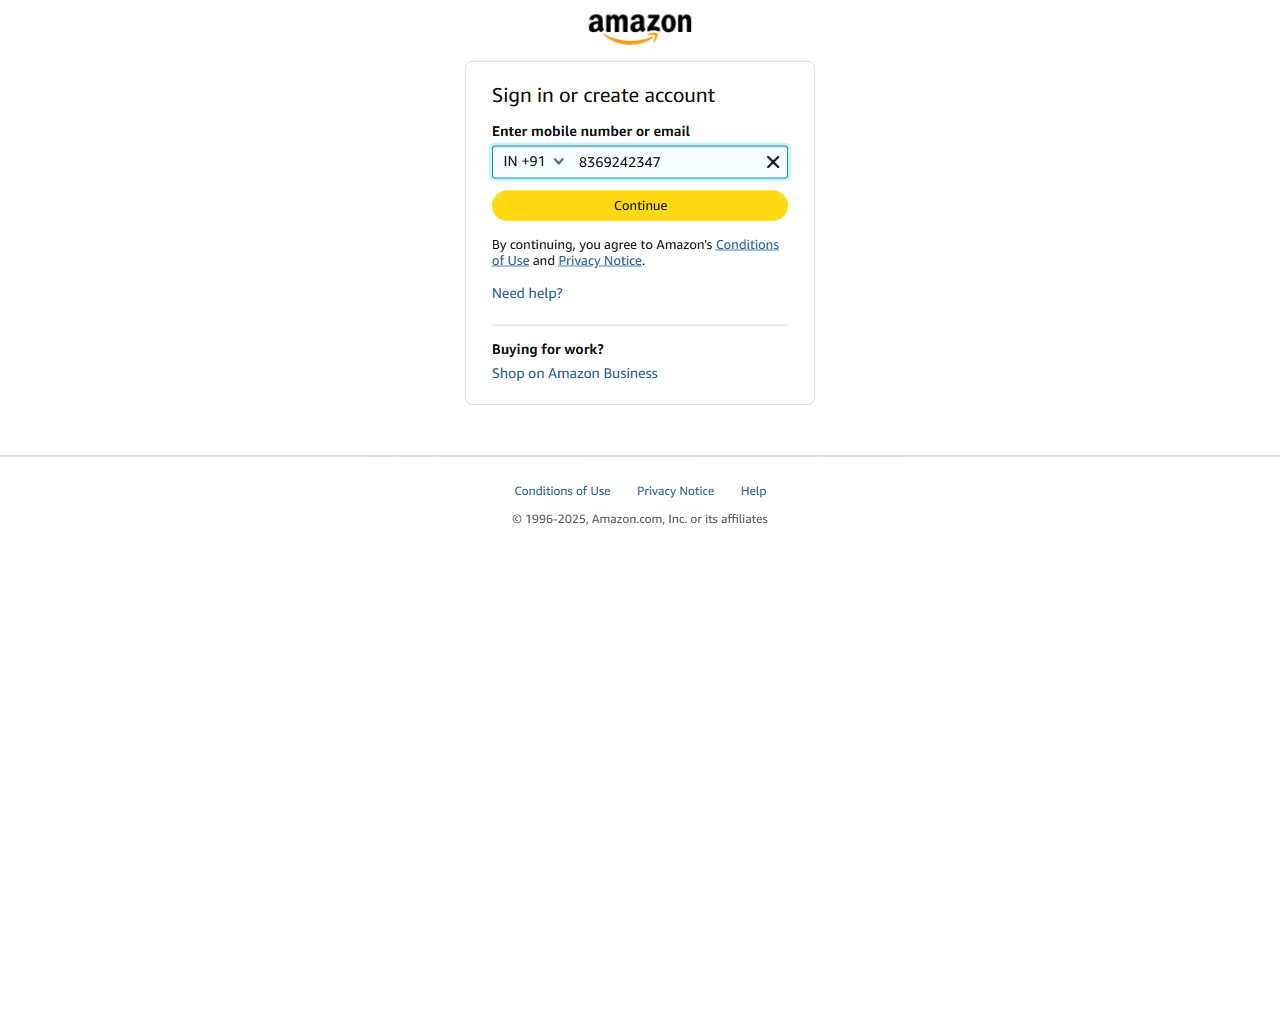 amazon
Sign in or create account
Enter mobile number or email
IN +91 8369242347
Continue
By continuing, you agree to Amazon's Conditions
of Use and Privacy Notice.
Need help?
Buying for work?
Shop on Amazon Business
Conditions of Use Privacy Notice Help
© 1996-2025, Amazon.com, Inc. or its affiliates